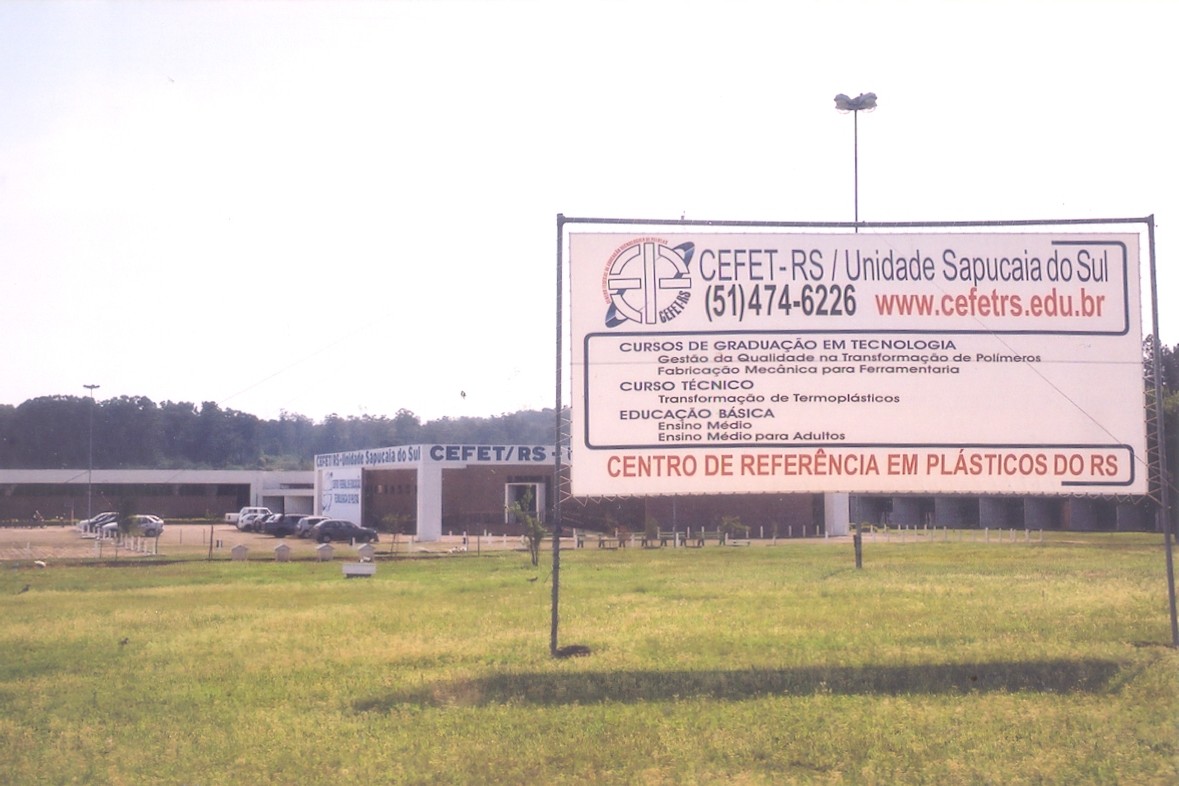 CEFET-RS / Unidade Sapucaia do Sul
(51)474-6226 www.cefetrs.edu.br
CEFET-RS
CURSOS DE GRADUAÇÃO EM TECNOLOGIA
Gestão da Qualidade na Transformação de Polímeros
Fabricação Mecânica para Ferramentaria
CURSO TÉCNICO
Transformação de Termoplásticos
EDUCAÇÃO BÁSICA
Ensino Médio
Ensino Médio para Adultos
CENTRO DE REFERÊNCIA EM PLÁSTICOS DO RS
CEFET/RS-Unidade Sapucaia do Sul
CEFET/RS -